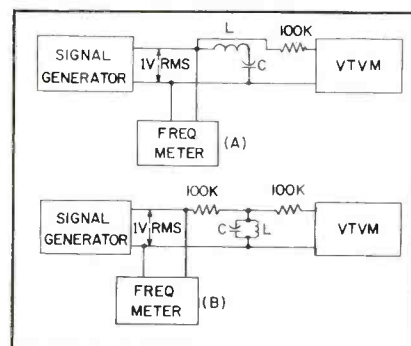 L
100K
SIGNAL
GENERATOR
1V RMS
C
VTVM
FREQ
METER
(A)
100K
100K
SIGNAL
GENERATOR
1V RMS
C
L
VTVM
FREQ
METER
(B)